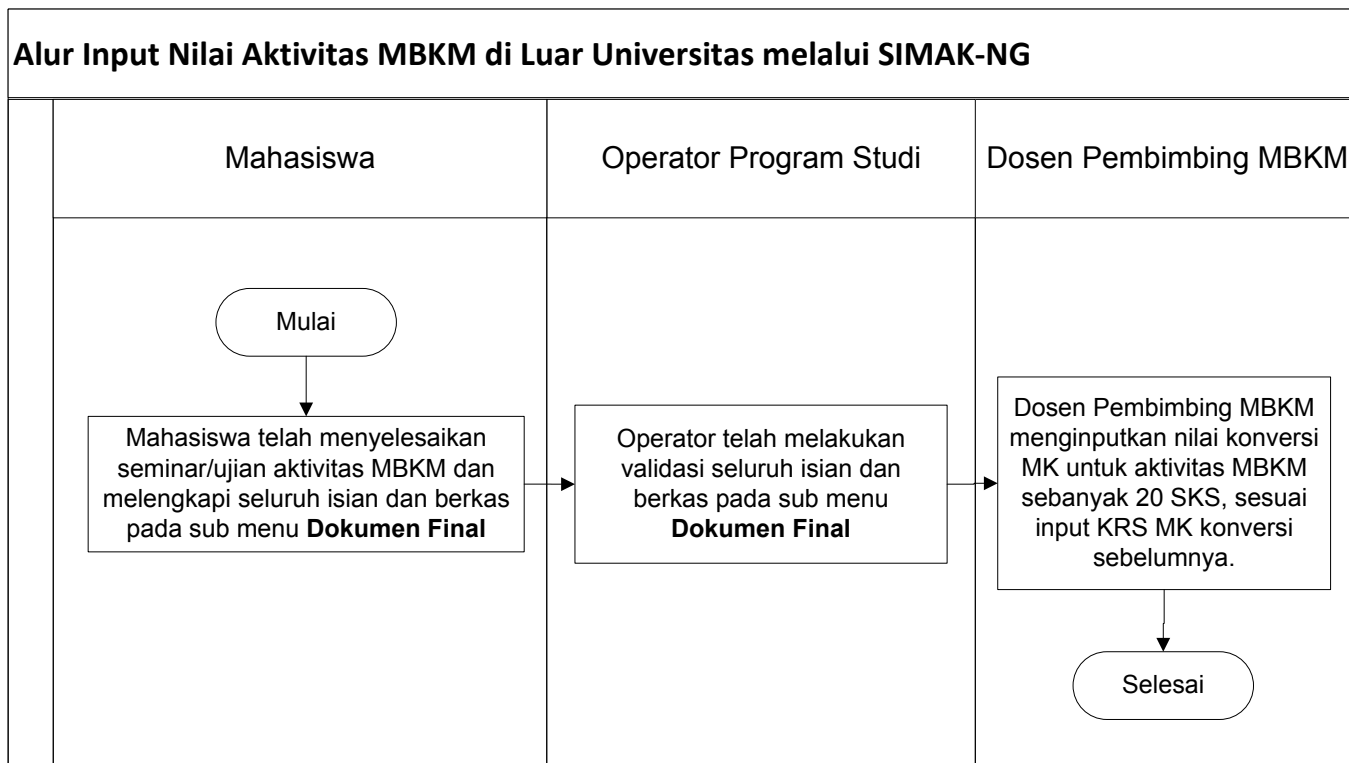 Alur Input Nilai Aktivitas MBKM di Luar Universitas melalui SIMAK-NG
Mahasiswa
Operator Program Studi
Dosen Pembimbing MBKM
Mulai
Mahasiswa telah menyelesaikan
seminar/ujian aktivitas MBKM dan
melengkapi seluruh isian dan berkas
pada sub menu Dokumen Final
Operator telah melakukan
validasi seluruh isian dan
berkas pada sub menu
Dokumen Final
Dosen Pembimbing MBKM
menginputkan nilai konversi
MK untuk aktivitas MBKM
sebanyak 20 SKS, sesuai
input KRS MK konversi
sebelumnya.
Selesai